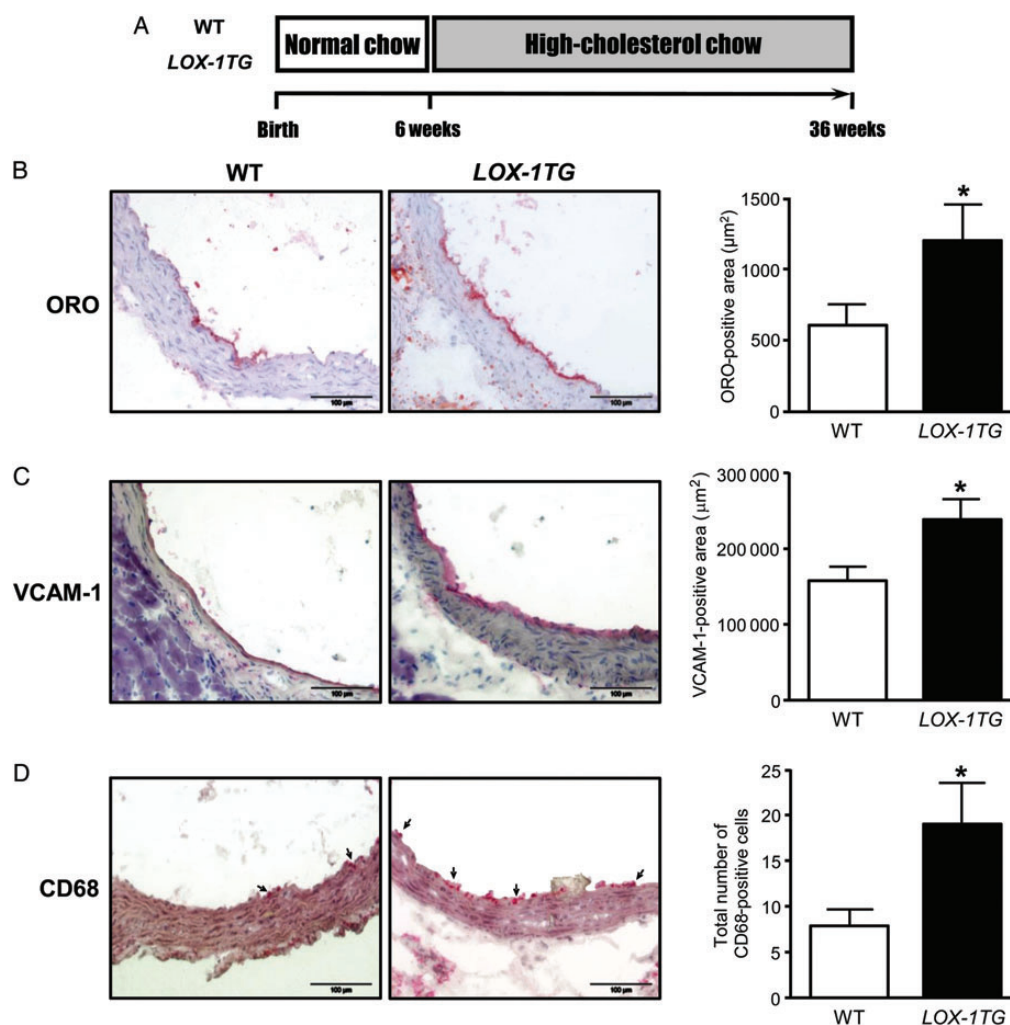 A
WT
LOX-1TG
Normal chow
High-cholesterol chow
Birth
6 weeks
36 weeks
B
WT
LOX-1TG
ORO
100 µm
100 µm
ORO-positive area (µm²)
1500
1000
500
0
*
WT
LOX-1TG
C
VCAM-1
100 µm
100 µm
VCAM-1-positive area (µm²)
300 000
200 000
100 000
0
*
WT
LOX-1TG
D
CD68
100 µm
100 µm
Total number of
CD68-positive cells
25
20
15
10
5
0
*
WT
LOX-1TG